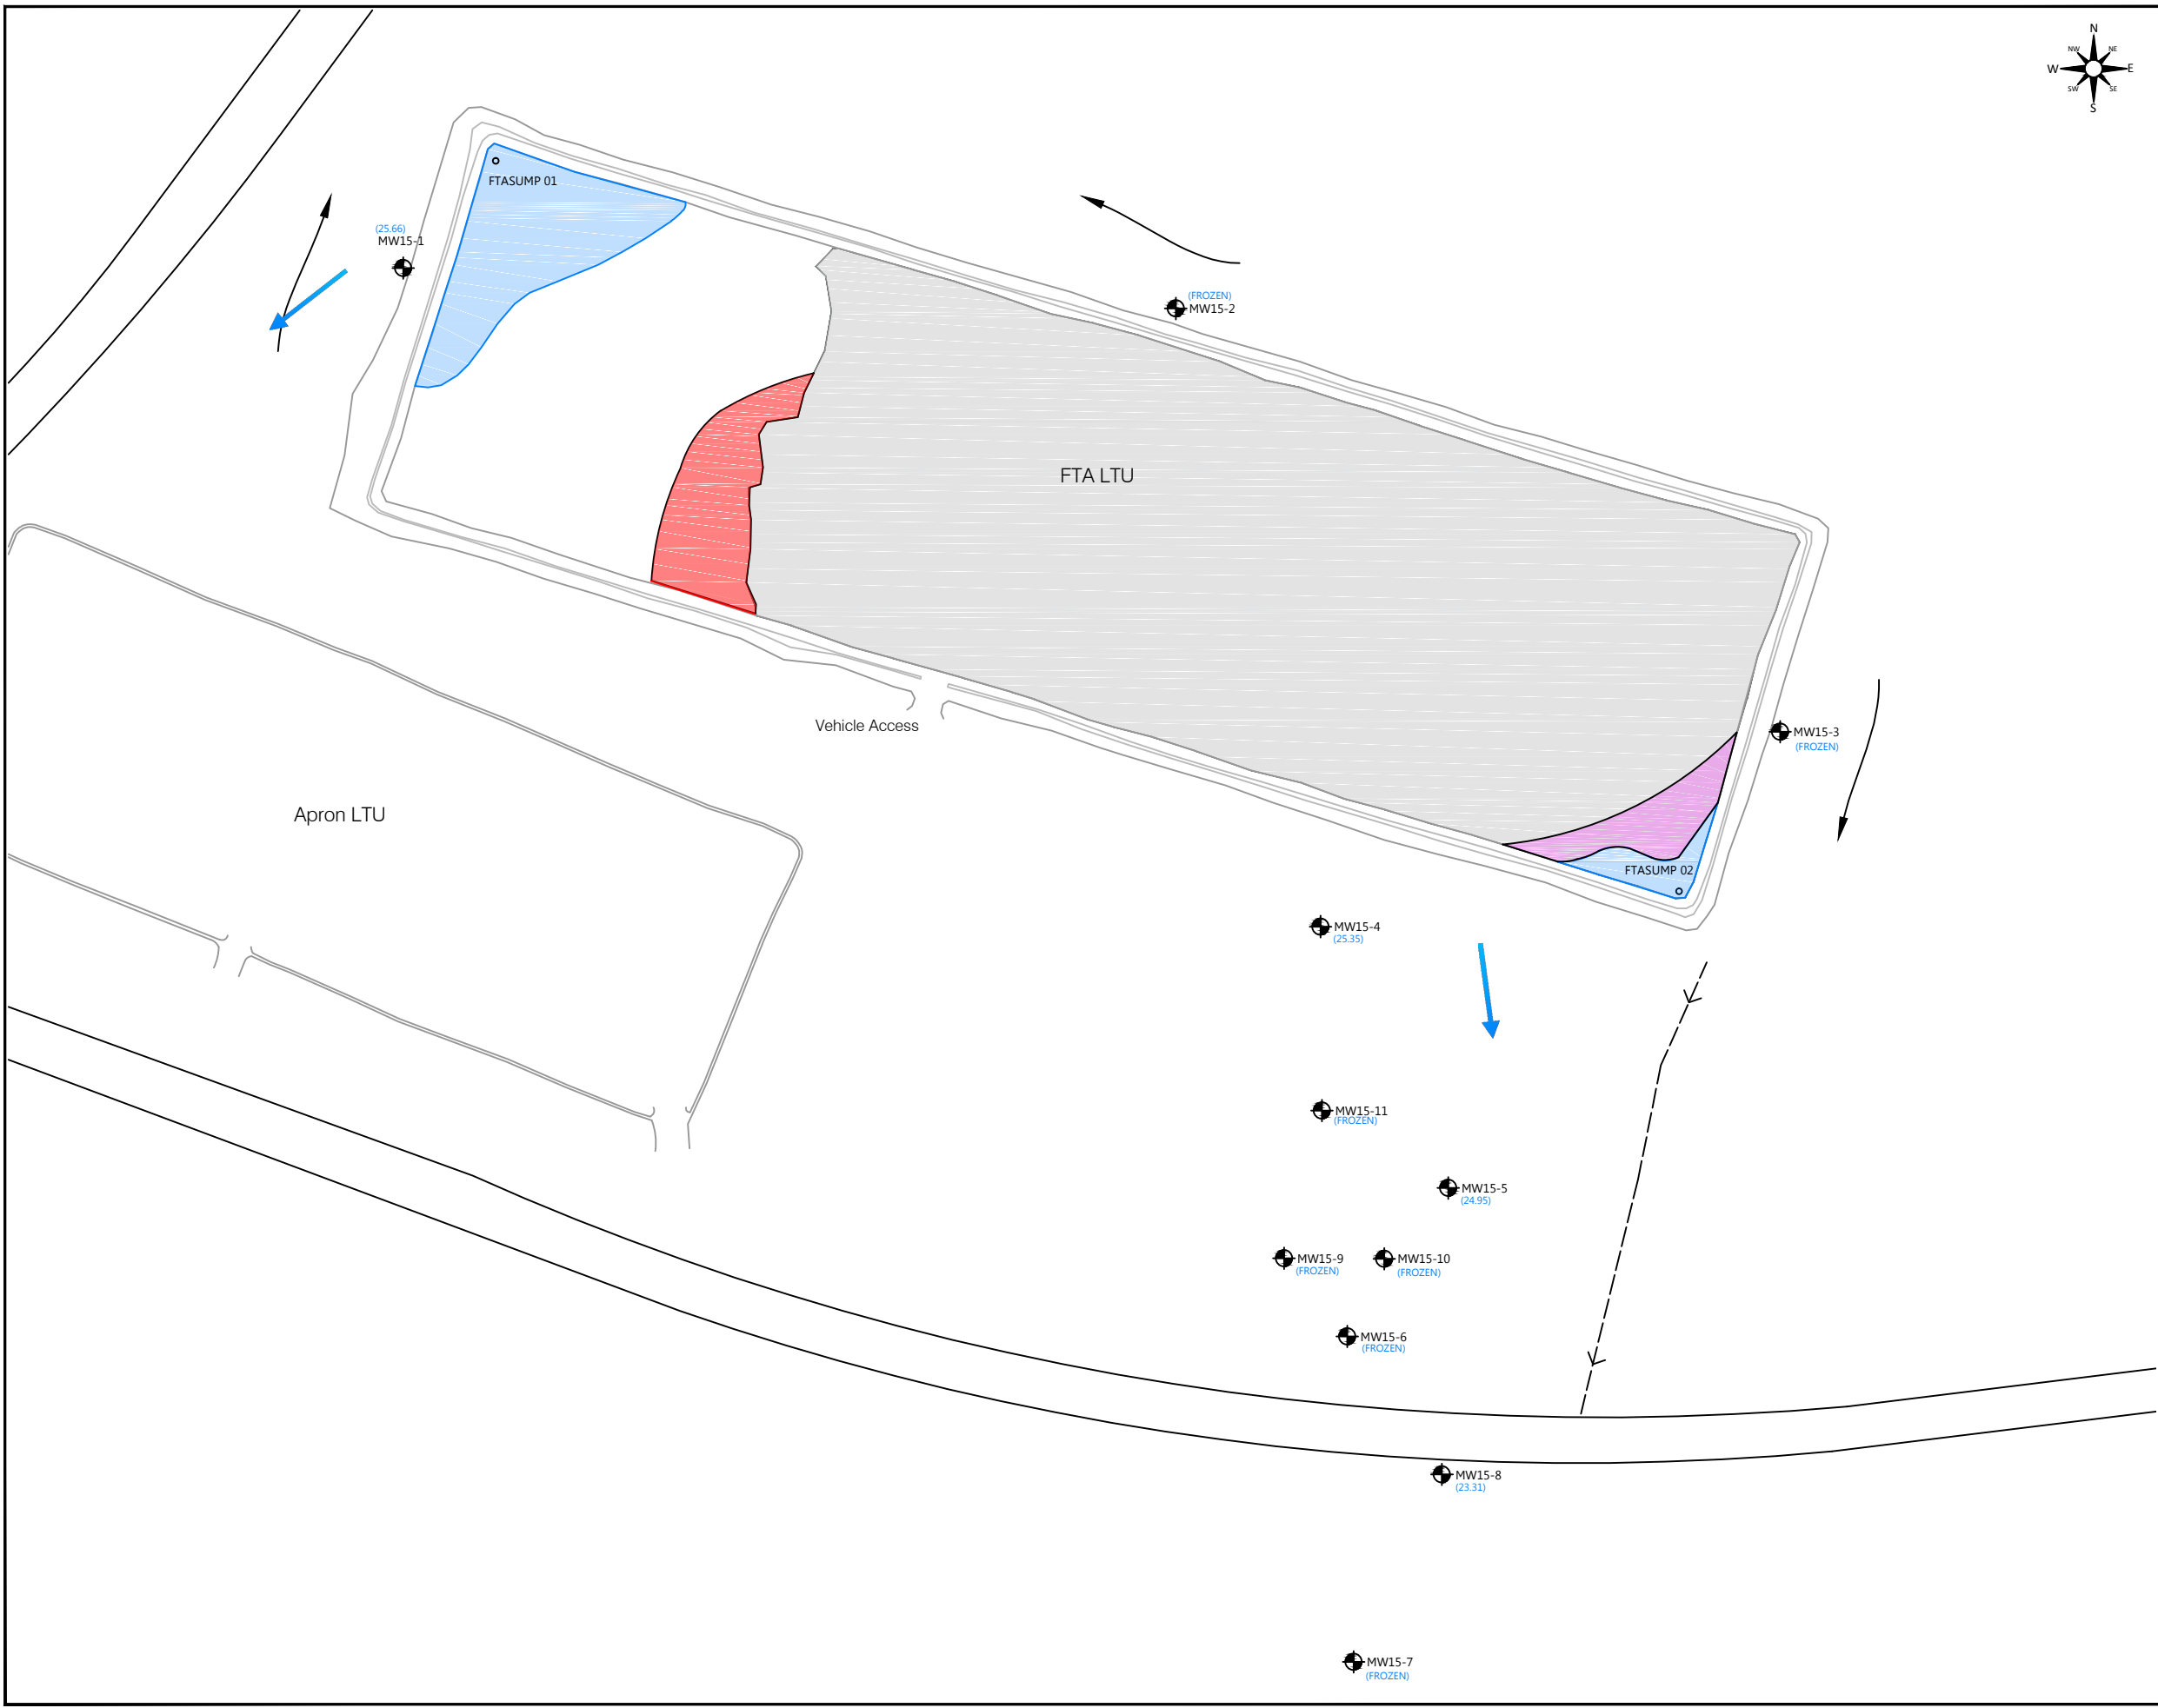 N
NW
NE
W
E
SW
SE
S
FTASUMP 01
(25.66)
MW15-1
(FROZEN)
MW15-2
FTA LTU
Vehicle Access
MW15-3
(FROZEN)
Apron LTU
FTASUMP 02
MW15-4
(25.35)
MW15-11
(FROZEN)
MW15-5
(24.95)
MW15-9
(FROZEN)
MW15-10
(FROZEN)
MW15-6
(FROZEN)
MW15-8
(23.31)
MW15-7
(FROZEN)